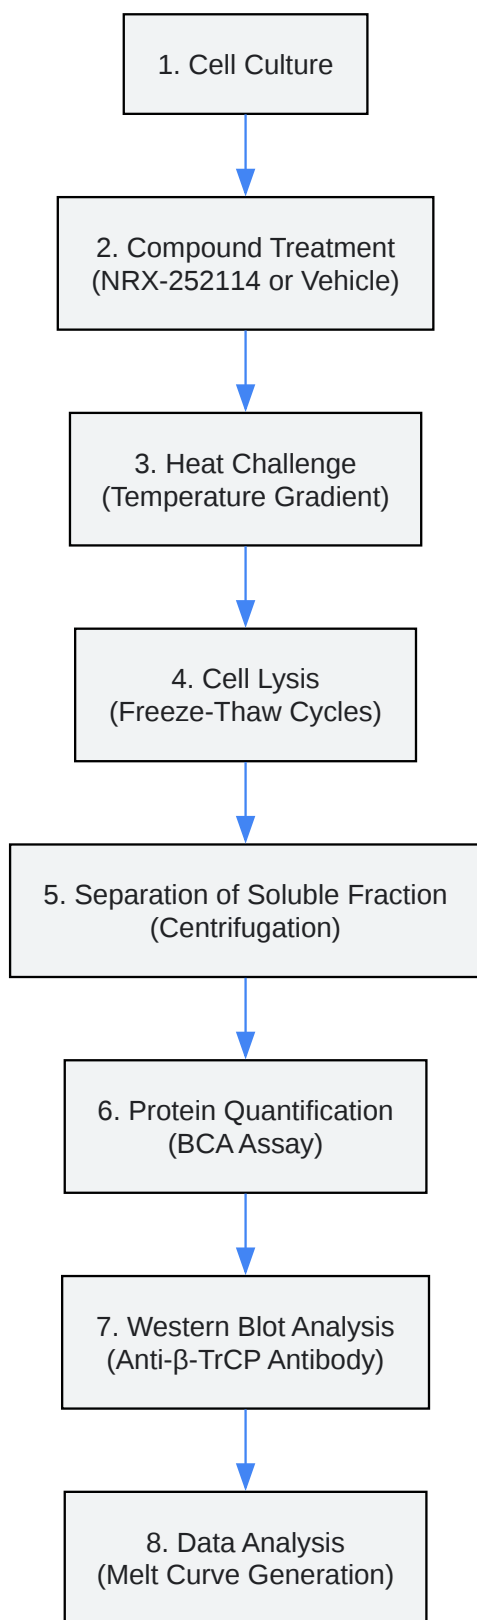 1. Cell Culture
2. Compound Treatment
(NRX-252114 or Vehicle)
3. Heat Challenge
(Temperature Gradient)
4. Cell Lysis
(Freeze-Thaw Cycles)
5. Separation of Soluble Fraction
(Centrifugation)
6. Protein Quantification
(BCA Assay)
7. Western Blot Analysis
(Anti-β-TrCP Antibody)
8. Data Analysis
(Melt Curve Generation)